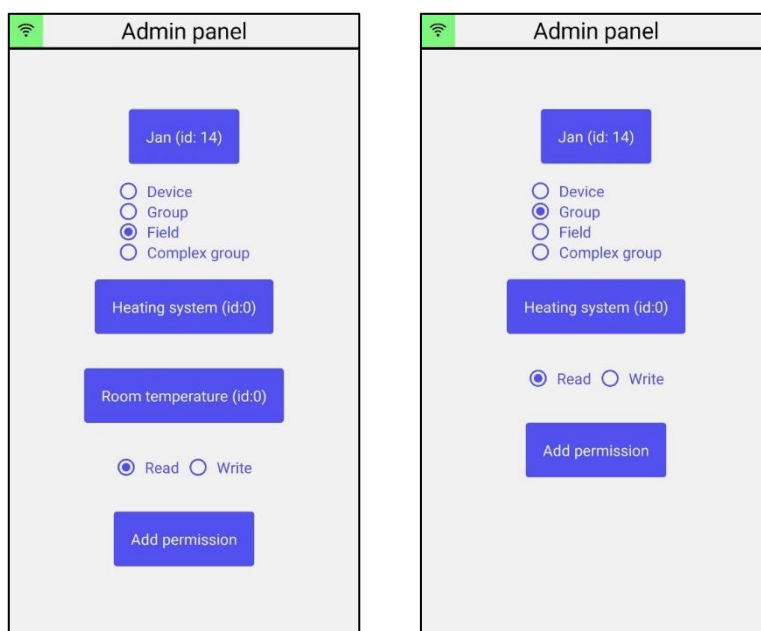 Admin panel
Jan (id: 14)
Device
Group
Field
Complex group
Heating system (id:0)
Room temperature (id:0)
Read Write
Add permission
Admin panel
Jan (id: 14)
Device
Group
Field
Complex group
Heating system (id:0)
Read Write
Add permission